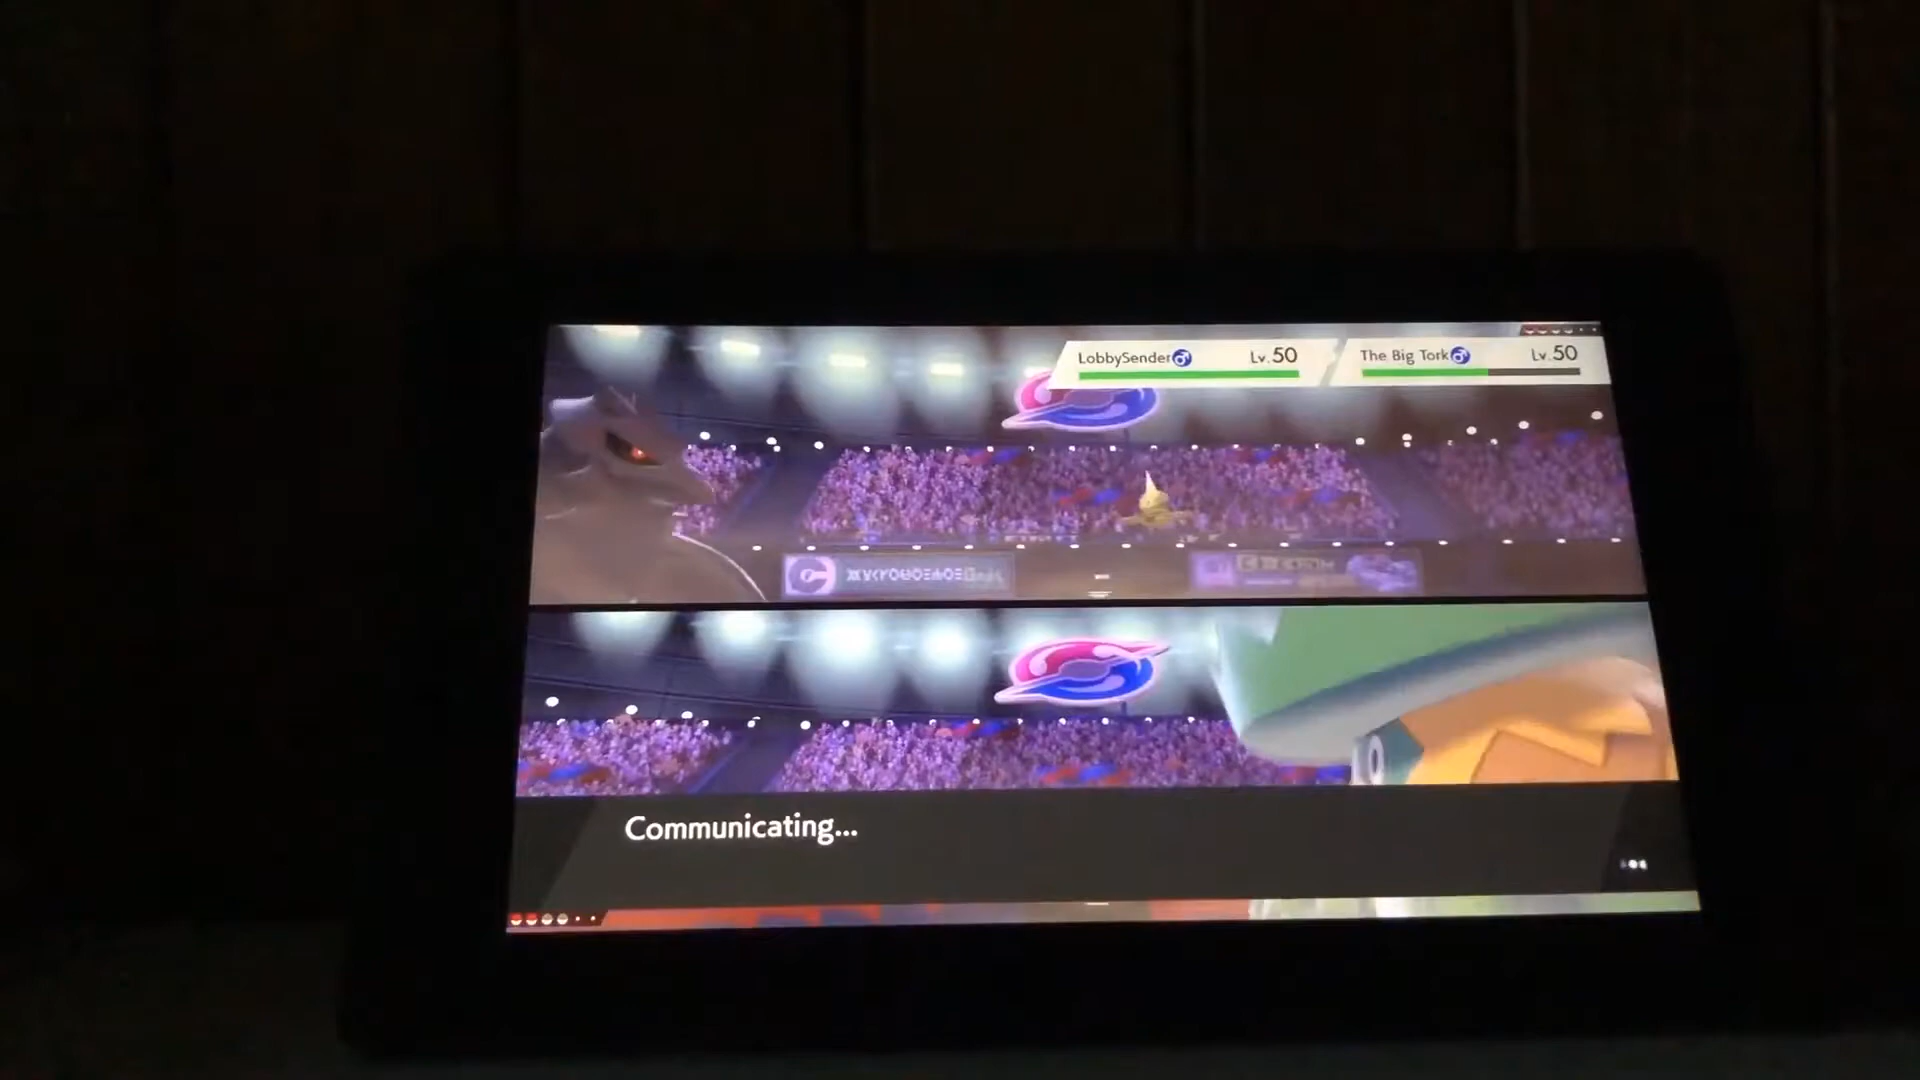 LobbySender♂ Lv.50
The Big Tork♂ Lv.50
Communicating...